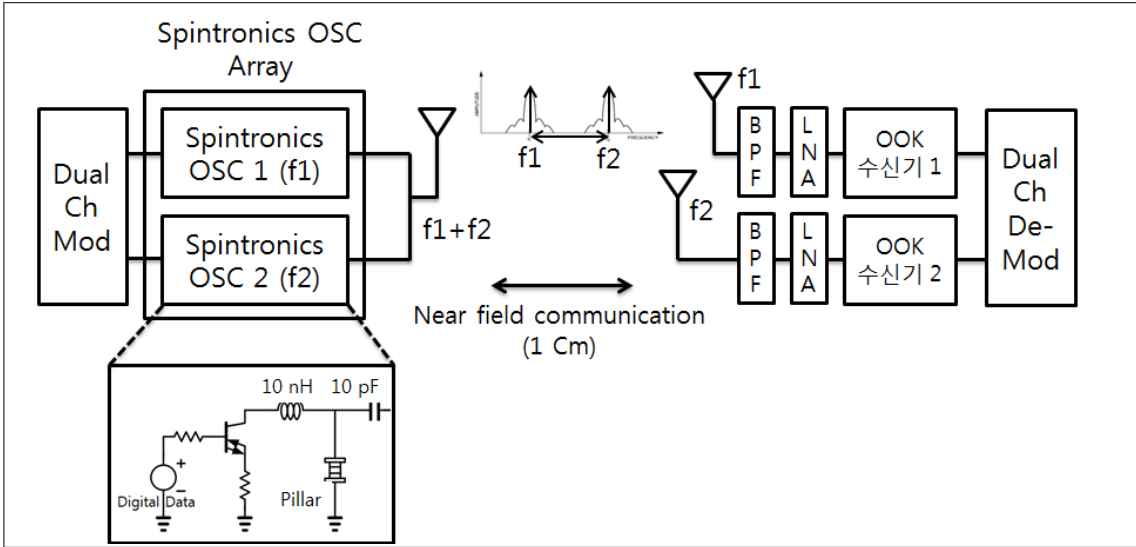 Spintronics OSC
Array
Dual
Ch
Mod
Spintronics
OSC 1 (f1)
Spintronics
OSC 2 (f2)
f1+f2
AMPLITUDE
FREQUENCY
f1
f2
Near field communication
(1 Cm)
f1
B
P
F
L
N
A
OOK
수신기 1
f2
B
P
F
L
N
A
OOK
수신기 2
Dual
Ch
De-
Mod
10 nH
10 pF
+
−
Digital Data
Pillar